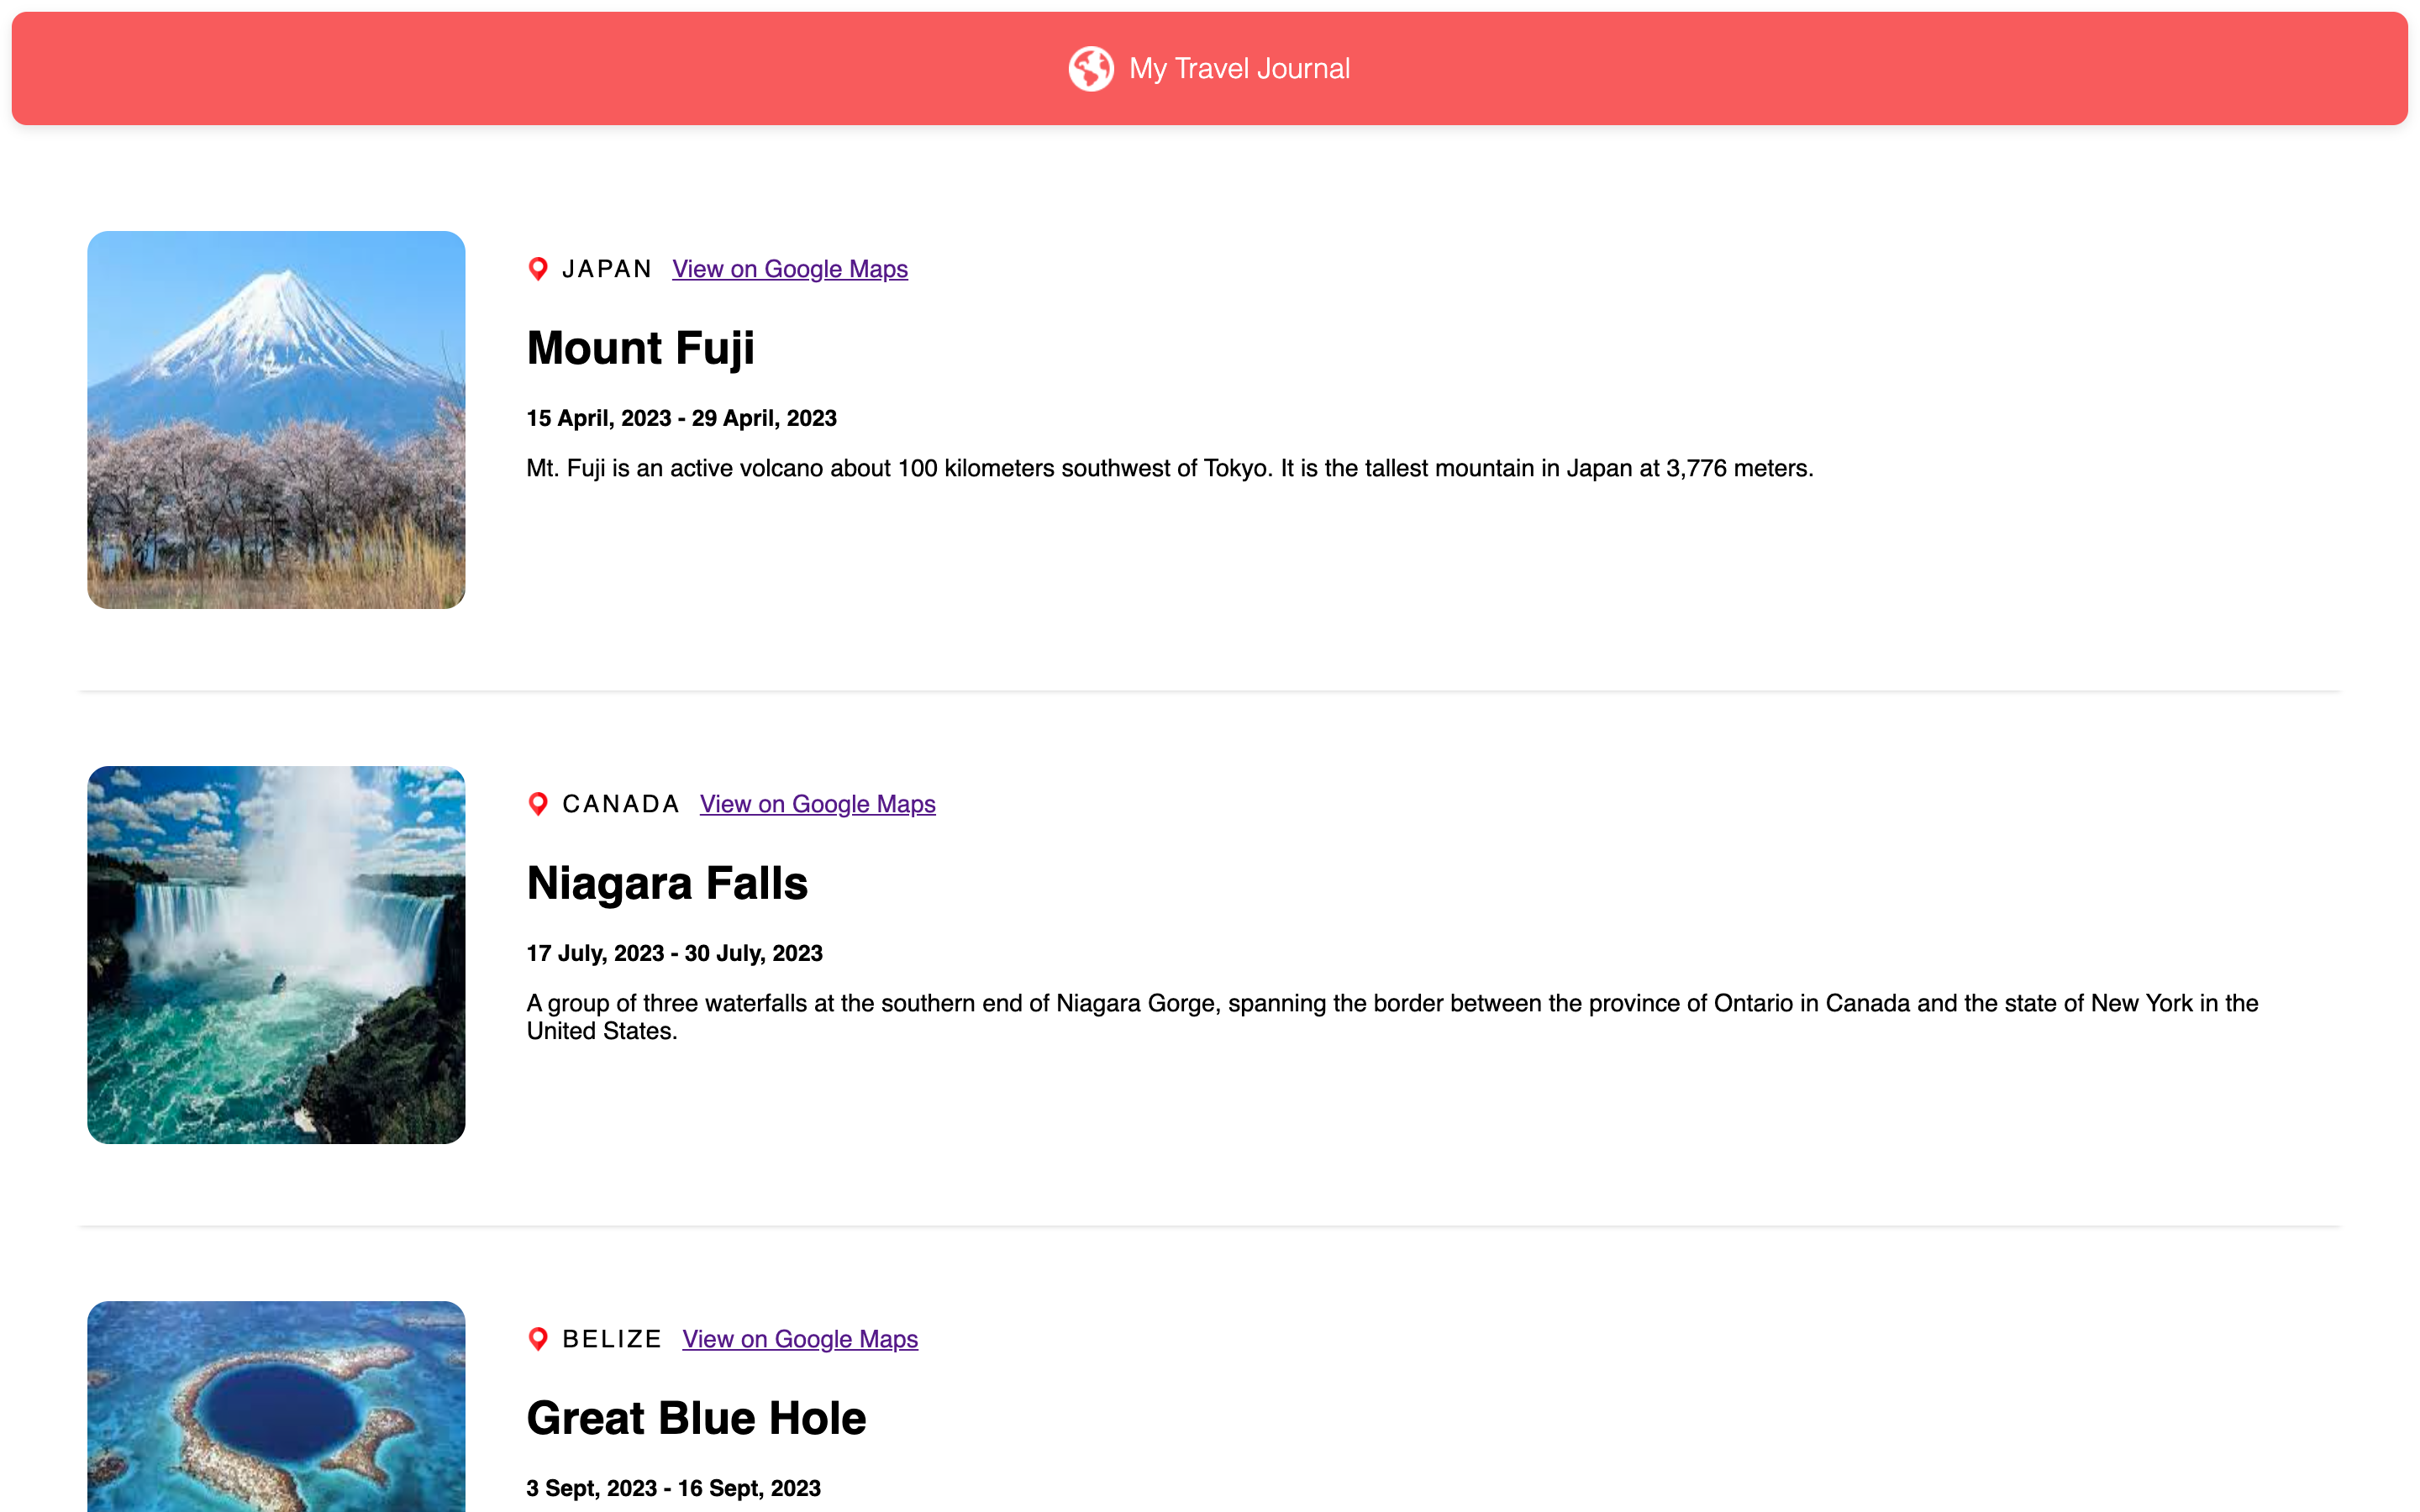 My Travel Journal
JAPAN View on Google Maps
Mount Fuji
15 April, 2023 - 29 April, 2023
Mt. Fuji is an active volcano about 100 kilometers southwest of Tokyo. It is the tallest mountain in Japan at 3,776 meters.
CANADA View on Google Maps
Niagara Falls
17 July, 2023 - 30 July, 2023
A group of three waterfalls at the southern end of Niagara Gorge, spanning the border between the province of Ontario in Canada and the state of New York in the
United States.
BELIZE View on Google Maps
Great Blue Hole
3 Sept, 2023 - 16 Sept, 2023